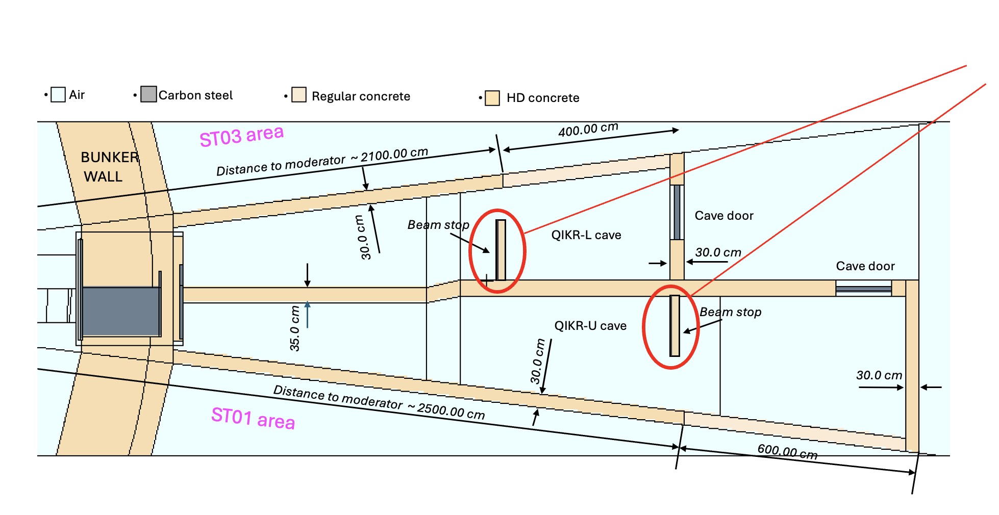 • Air
• Carbon steel
• Regular concrete
• HD concrete
ST03 area
400.00 cm
BUNKER
WALL
Distance to moderator ~ 2100.00 cm
Beam stop
QIKR-L cave
Cave door
30.0 cm
30.0 cm
Cave door
35.0 cm
QIKR-U cave
Beam stop
30.0 cm
30.0 cm
Distance to moderator ~ 2500.00 cm
ST01 area
600.00 cm